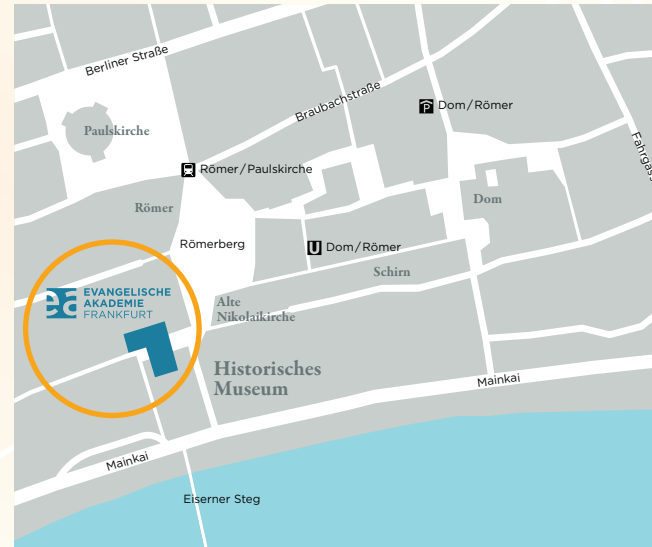 Berliner Straße
Braubachstraße
P
Dom/Römer
Paulskirche
Fahrgass
Römer/Paulskirche
Römer
Dom
Römerberg
U
Dom/Römer
Schirn
ea
EVANGELISCHE
AKADEMIE
FRANKFURT
Alte
Nikolaikirche
Historisches
Museum
Mainkai
Mainkai
Eiserner Steg